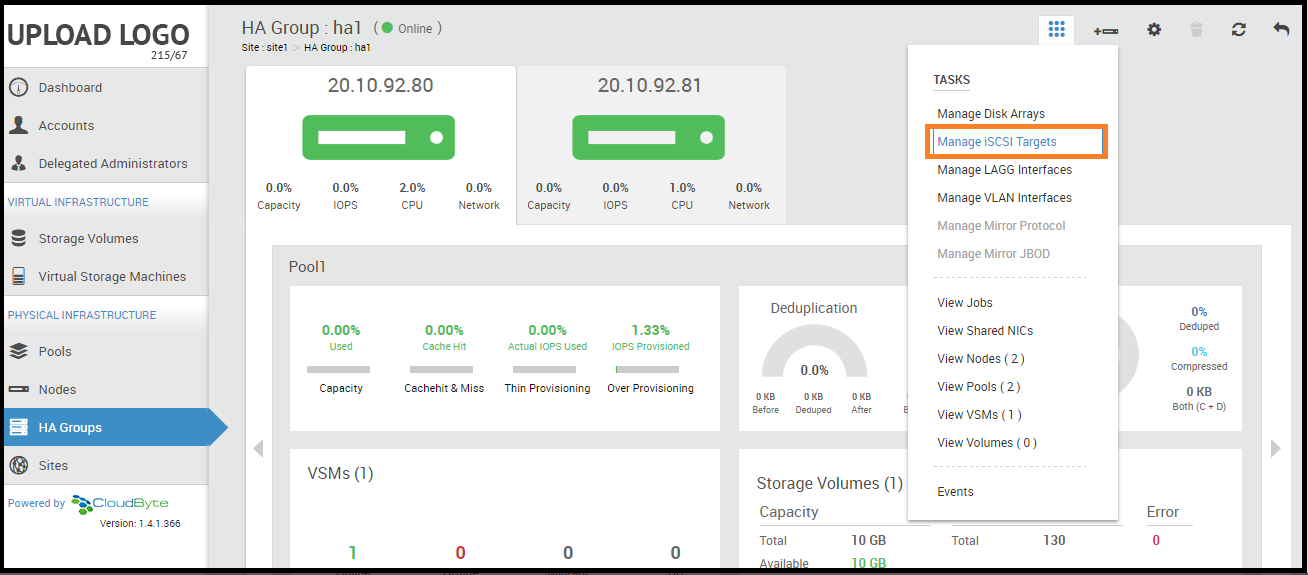 UPLOAD LOGO
215/67
Dashboard
Accounts
Delegated Administrators
VIRTUAL INFRASTRUCTURE
Storage Volumes
Virtual Storage Machines
PHYSICAL INFRASTRUCTURE
Pools
Nodes
HA Groups
Sites
Powered by CloudByte
Version: 1.4.1.366
HA Group : ha1 ( Online )
Site : site1 > HA Group : ha1
20.10.92.80
0.0% 0.0% 2.0% 0.0%
Capacity IOPS CPU Network
20.10.92.81
0.0% 0.0% 1.0% 0.0%
Capacity IOPS CPU Network
TASKS
Manage Disk Arrays
Manage iSCSI Targets
Manage LAGG Interfaces
Manage VLAN Interfaces
Manage Mirror Protocol
Manage Mirror JBOD
View Jobs
View Shared NICs
View Nodes ( 2 )
View Pools ( 2 )
View VSMs ( 1 )
View Volumes ( 0 )
Events
Pool1
0.00% 0.00% 0.00% 1.33%
Used Cache Hit Actual IOPS Used IOPS Provisioned
Capacity Cachehit & Miss Thin Provisioning Over Provisioning
Deduplication
0.0%
0 KB 0 KB 0 KB
Before Deduped After
0%
Deduped
0%
Compressed
0 KB
Both (C + D)
VSMs (1)
1 0 0 0
Storage Volumes (1)
Capacity
Total 10 GB
Available 10 GB
Total 130
Error
0